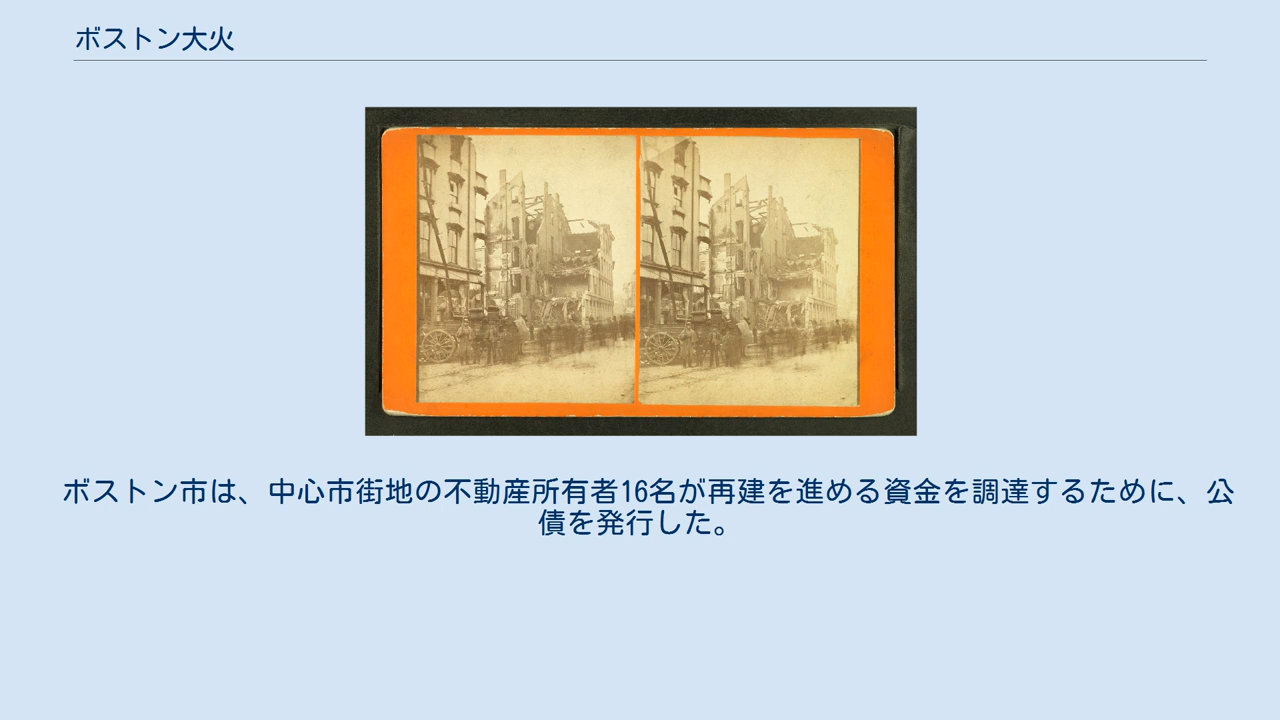 ボストン大火
ボストン市は、中心市街地の不動産所有者16名が再建を進める資金を調達するために、公
債を発行した。